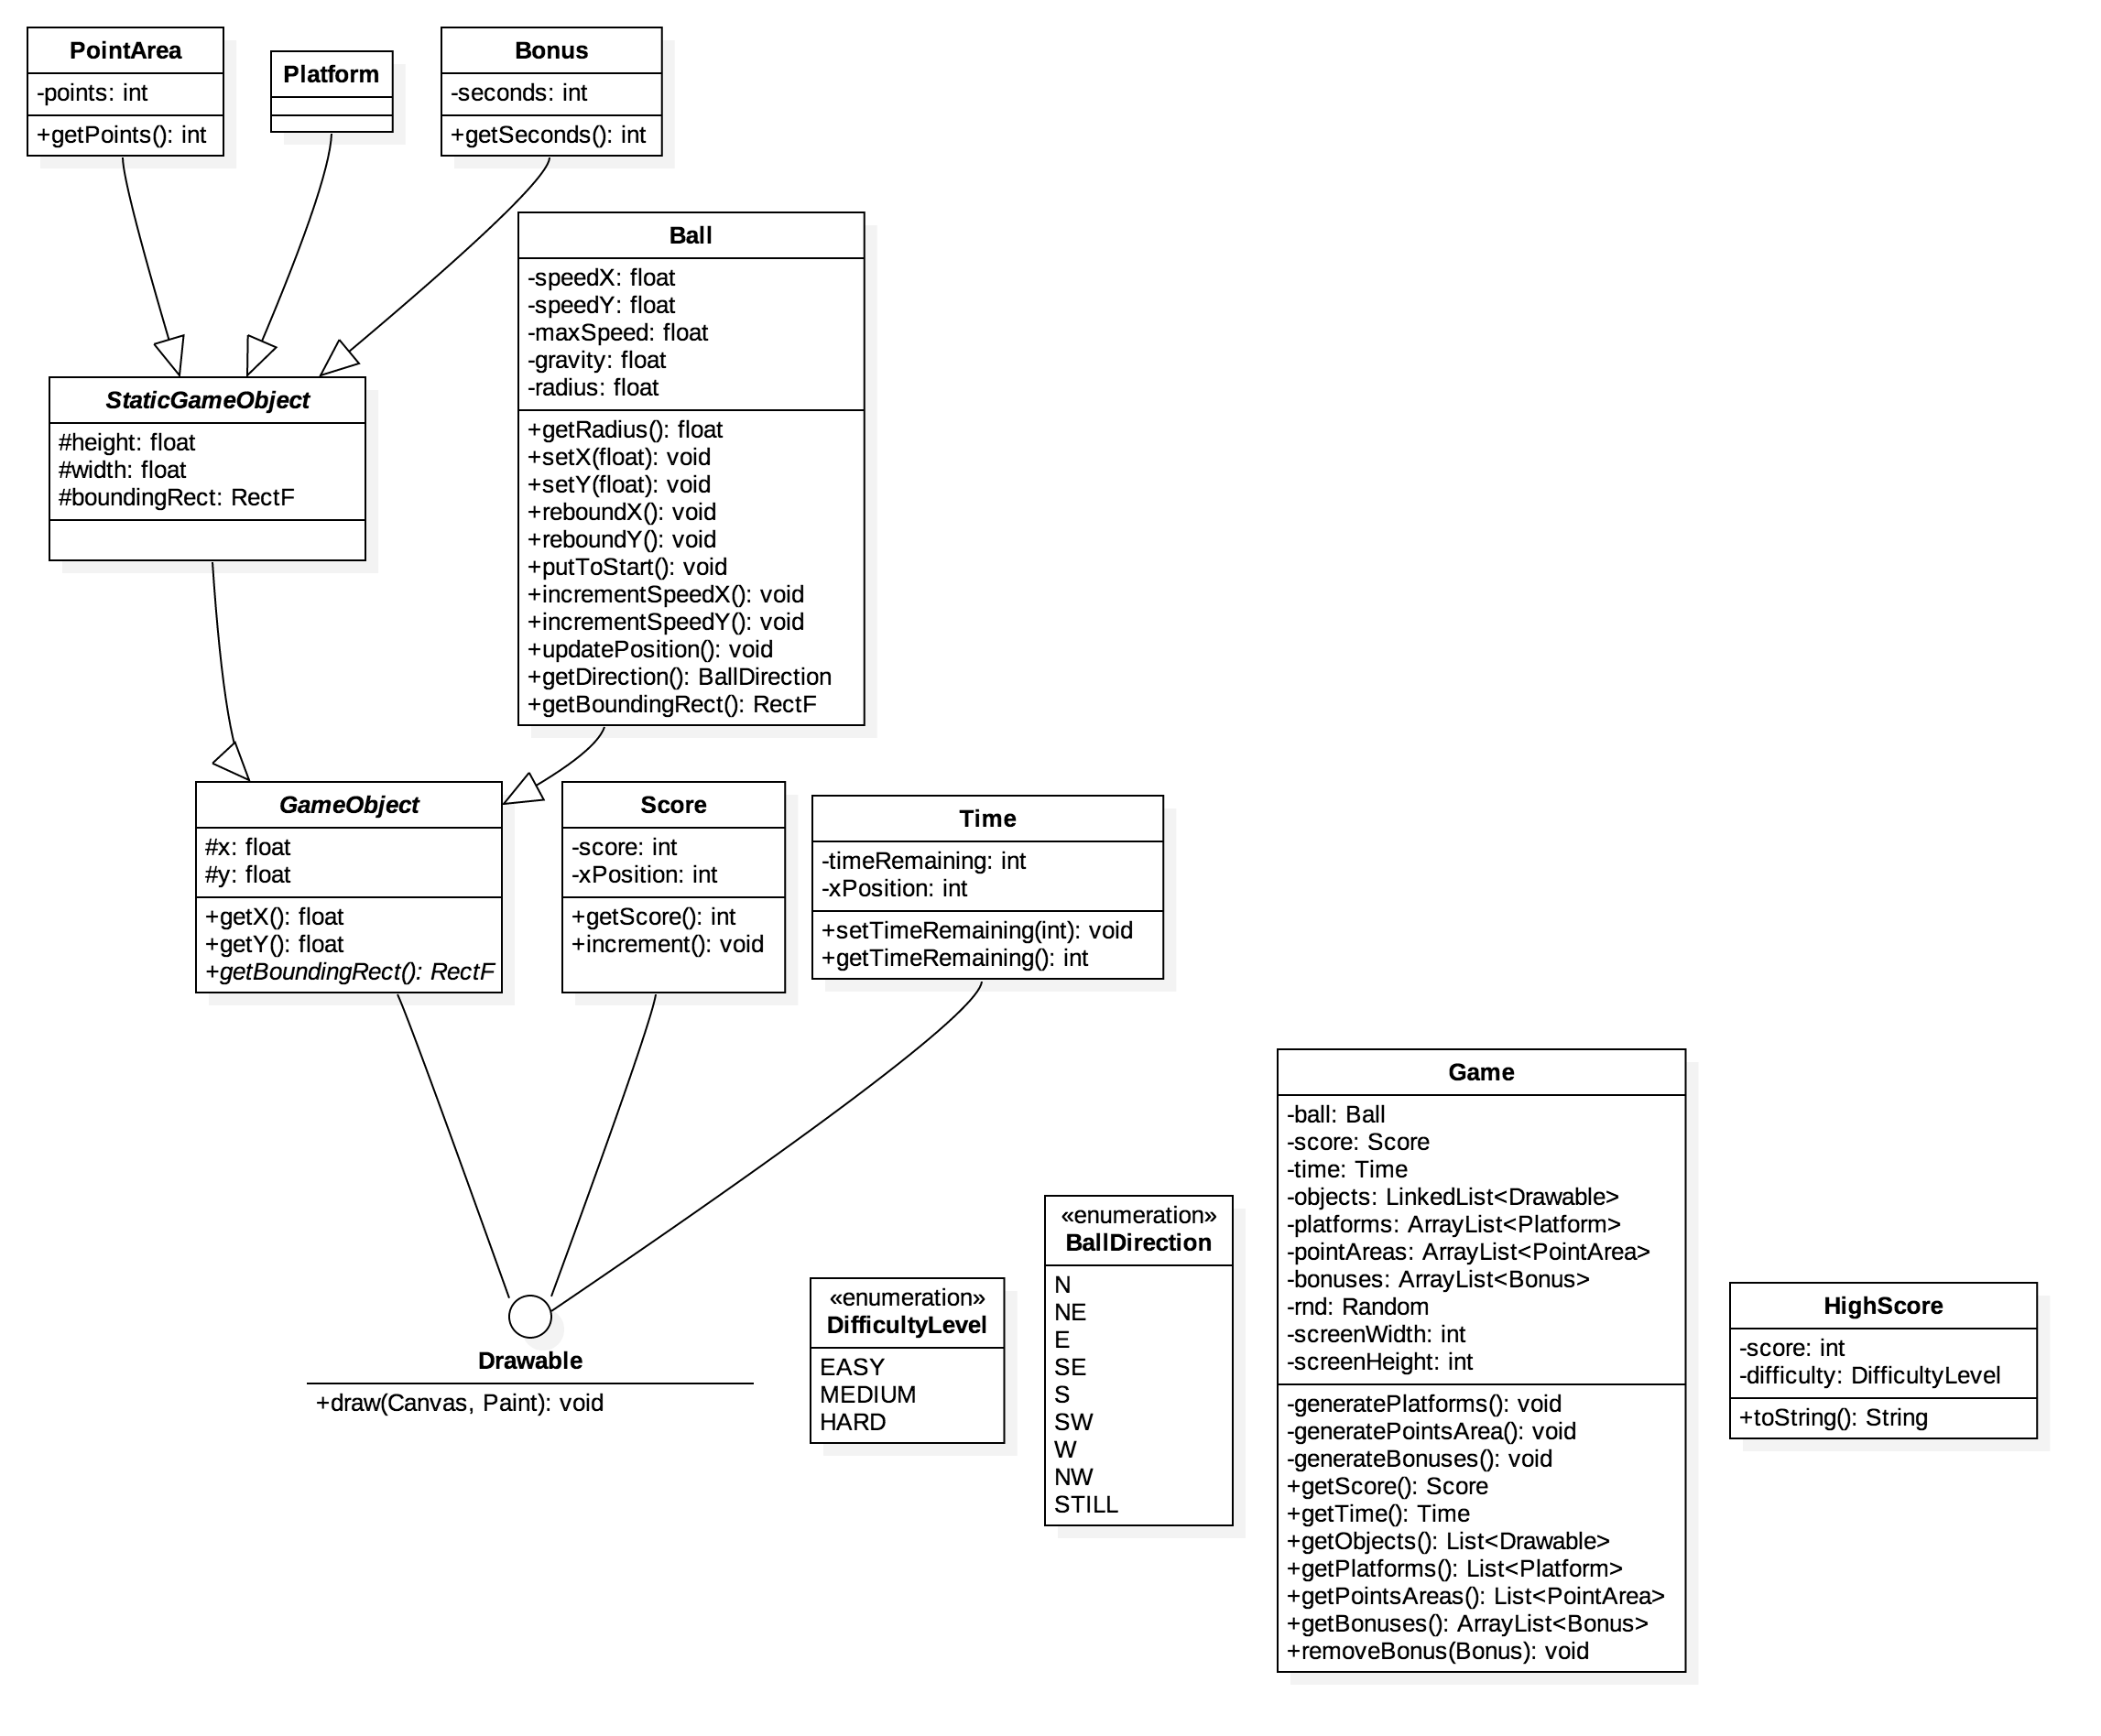 PointArea
-points: int
+getPoints(): int
Platform
Bonus
-seconds: int
+getSeconds(): int
Ball
-speedX: float
-speedY: float
-maxSpeed: float
-gravity: float
-radius: float
+getRadius(): float
+setX(float): void
+setY(float): void
+reboundX(): void
+reboundY(): void
+putToStart(): void
+incrementSpeedX(): void
+incrementSpeedY(): void
+updatePosition(): void
+getDirection(): BallDirection
+getBoundingRect(): RectF
StaticGameObject
#height: float
#width: float
#boundingRect: RectF
GameObject
#x: float
#y: float
+getX(): float
+getY(): float
+getBoundingRect(): RectF
Score
-score: int
-xPosition: int
+getScore(): int
+increment(): void
Time
-timeRemaining: int
-xPosition: int
+setTimeRemaining(int): void
+getTimeRemaining(): int
Drawable
+draw(Canvas, Paint): void
«enumeration»
DifficultyLevel
EASY
MEDIUM
HARD
«enumeration»
BallDirection
N
NE
E
SE
S
SW
W
NW
STILL
Game
-ball: Ball
-score: Score
-time: Time
-objects: LinkedList<Drawable>
-platforms: ArrayList<Platform>
-pointAreas: ArrayList<PointArea>
-bonuses: ArrayList<Bonus>
-rnd: Random
-screenWidth: int
-screenHeight: int
-generatePlatforms(): void
-generatePointsArea(): void
-generateBonuses(): void
+getScore(): Score
+getTime(): Time
+getObjects(): List<Drawable>
+getPlatforms(): List<Platform>
+getPointsAreas(): List<PointArea>
+getBonuses(): ArrayList<Bonus>
+removeBonus(Bonus): void
HighScore
-score: int
-difficulty: DifficultyLevel
+toString(): String